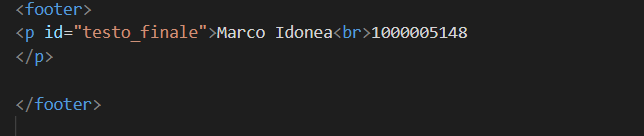 <footer>
<p id="testo_finale">Marco Idonea<br>1000005148
</p>
</footer>